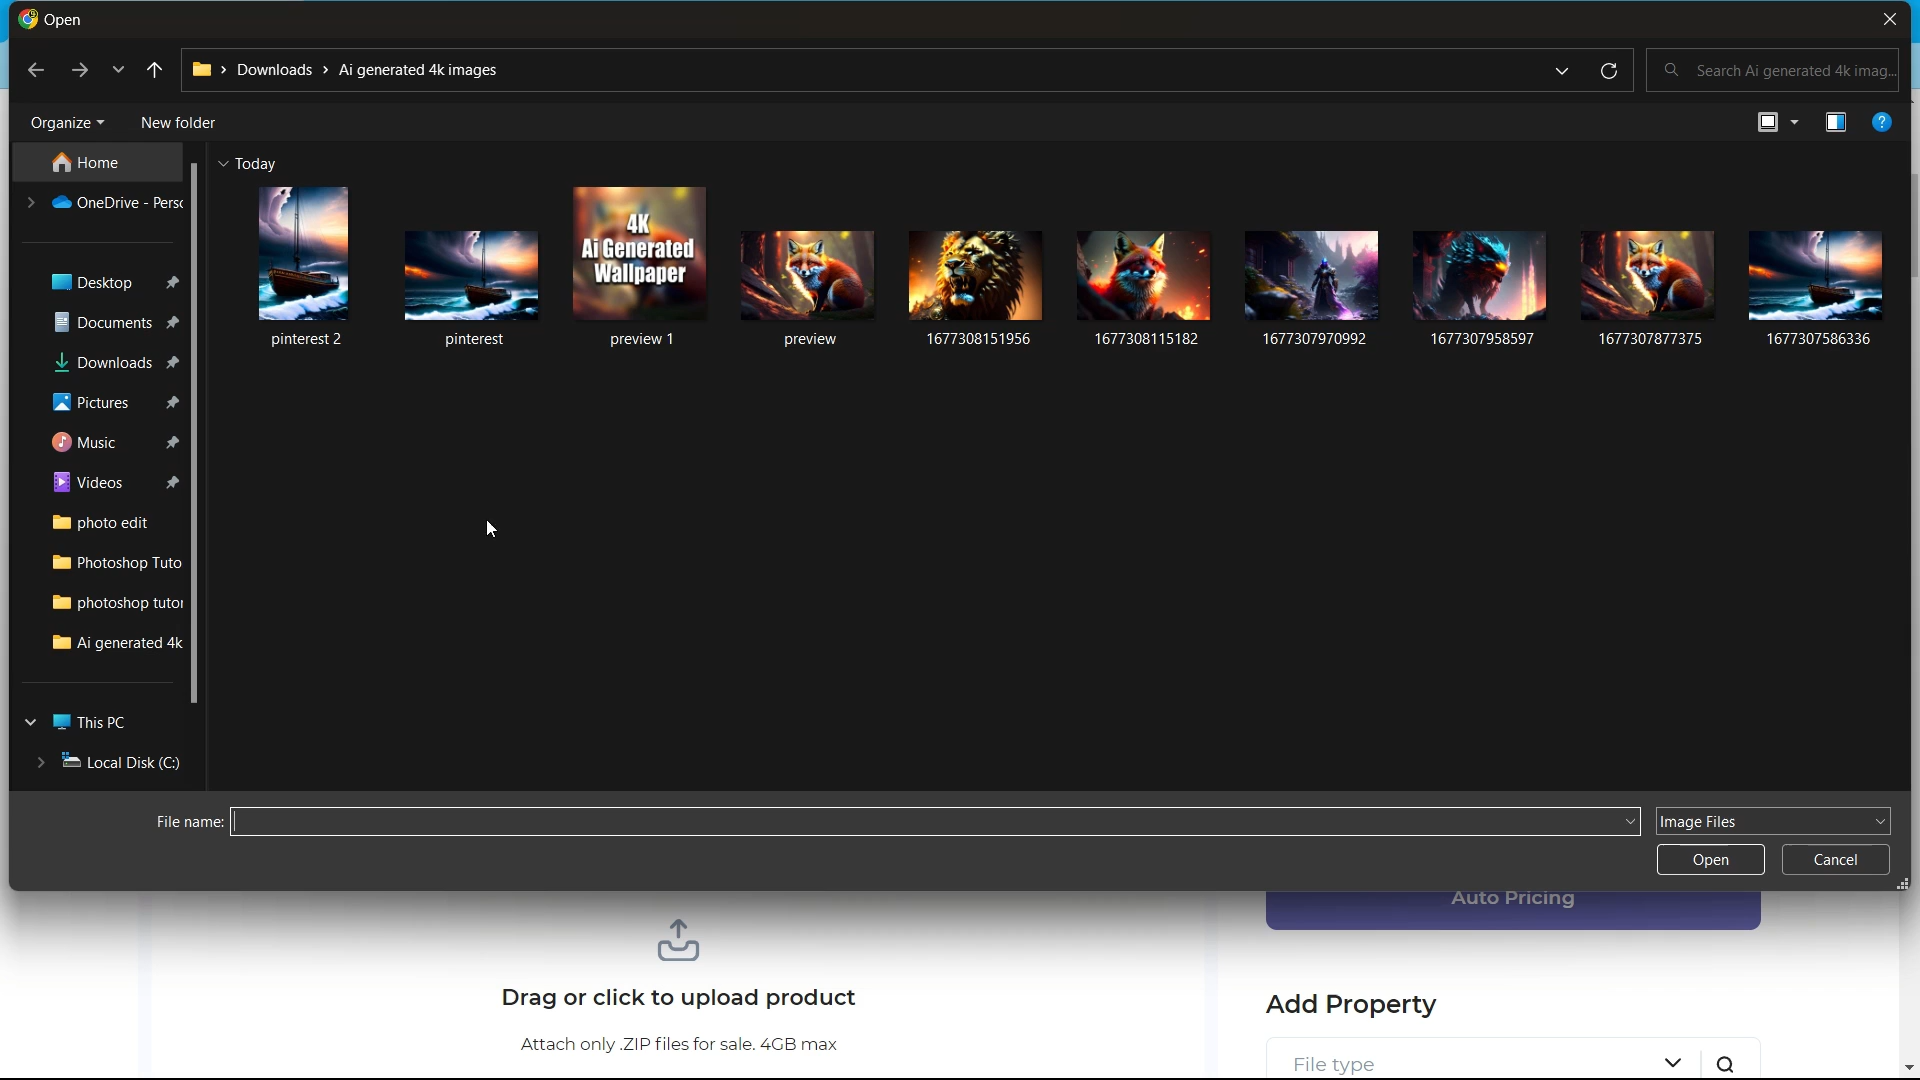 Open
Downloads > Ai generated 4k images
Search Ai generated 4k imag...
Organize
New folder
Home
OneDrive - Perso
Desktop
Documents
Downloads
Pictures
Music
Videos
photo edit
Photoshop Tuto
photoshop tutor
Ai generated 4k
This PC
Local Disk (C:)
Today
4K
Ai Generated
Wallpaper
pinterest 2
pinterest
preview 1
preview
1677308151956
1677308115182
1677307970992
1677307958597
1677307877375
1677307586336
File name:
Image Files
Open
Cancel
Auto Pricing
Drag or click to upload product
Attach only .ZIP files for sale. 4GB max
Add Property
File type